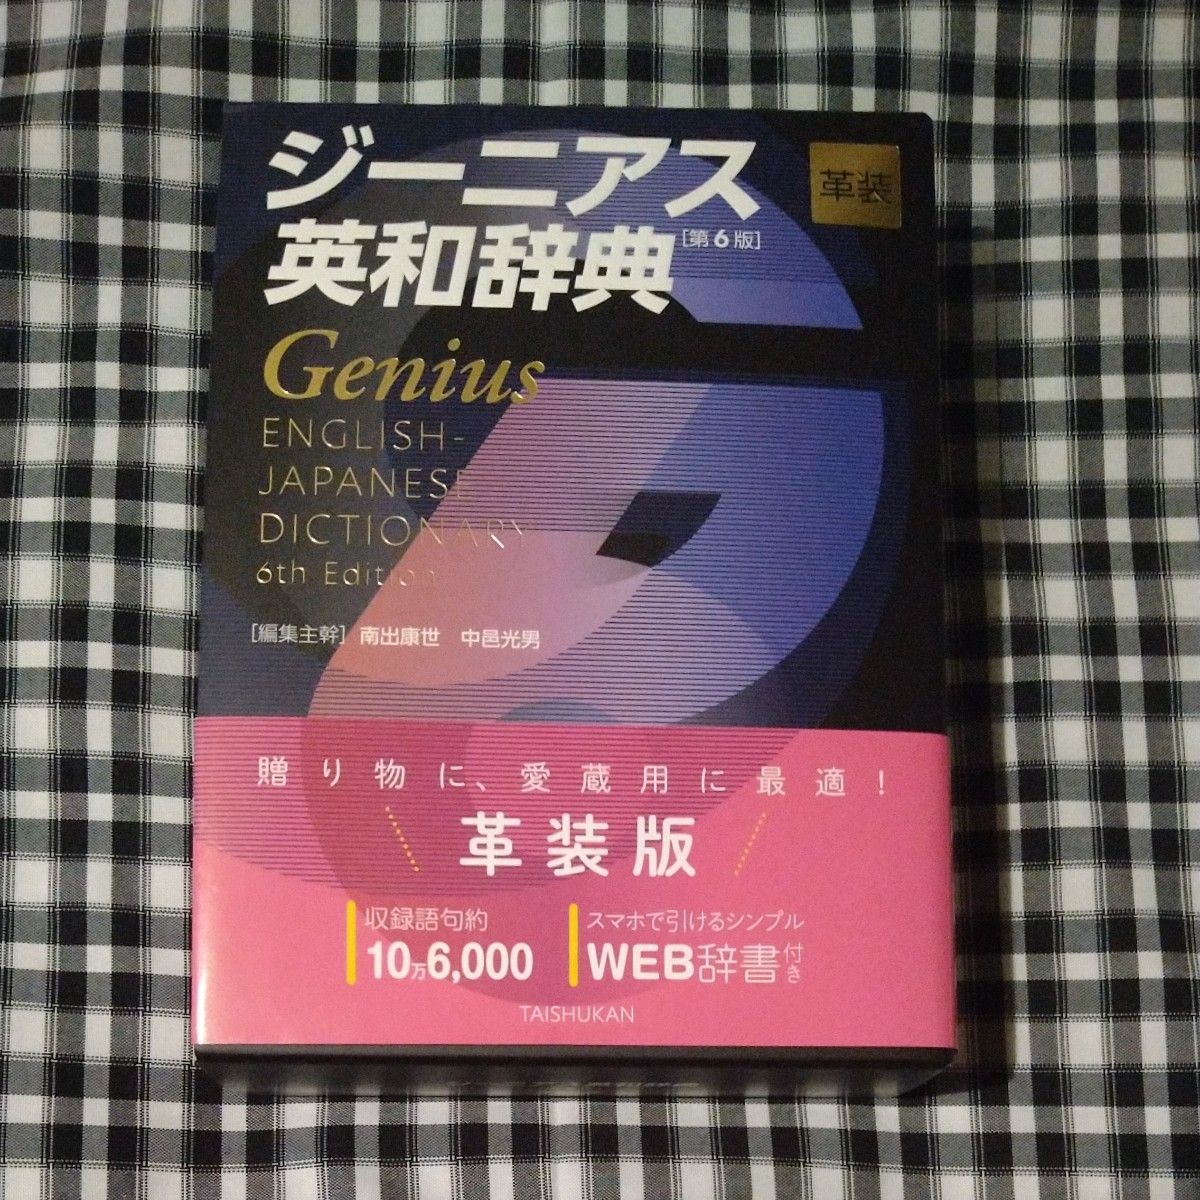 ジーニアス
革装
英和辞典[第6版]
Genius
ENGLISH-
JAPANESE
DICTIONARY
6th Edition
[編集主幹] 南出康世 中邑光男
贈り物に、愛蔵用に最適!
革装版
収録語句約
10万6,000
スマホで引けるシンプル
WEB辞書付き
TAISHUKAN